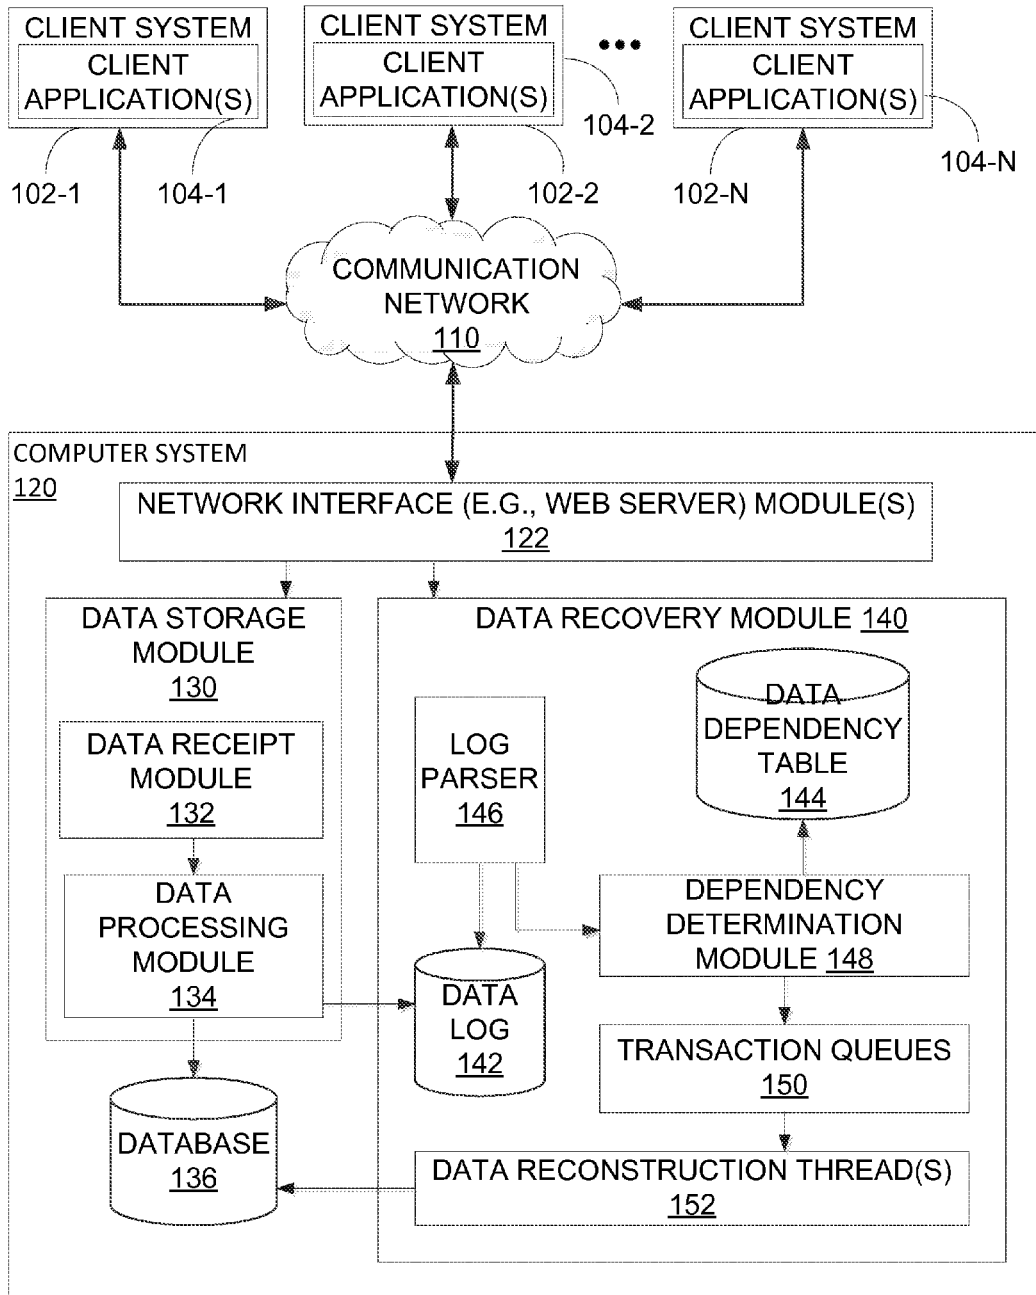 CLIENT SYSTEM
CLIENT
APPLICATION(S)
CLIENT SYSTEM
CLIENT
APPLICATION(S)
CLIENT SYSTEM
CLIENT
APPLICATION(S)
102-1
104-1
102-2
104-2
102-N
104-N
COMMUNICATION
NETWORK
110
COMPUTER SYSTEM
120
NETWORK INTERFACE (E.G., WEB SERVER) MODULE(S)
122
DATA STORAGE
MODULE
130
DATA RECEIPT
MODULE
132
DATA
PROCESSING
MODULE
134
DATABASE
136
DATA RECOVERY MODULE 140
LOG
PARSER
146
DATA
DEPENDENCY
TABLE
144
DEPENDENCY
DETERMINATION
MODULE 148
DATA
LOG
142
TRANSACTION QUEUES
150
DATA RECONSTRUCTION THREAD(S)
152